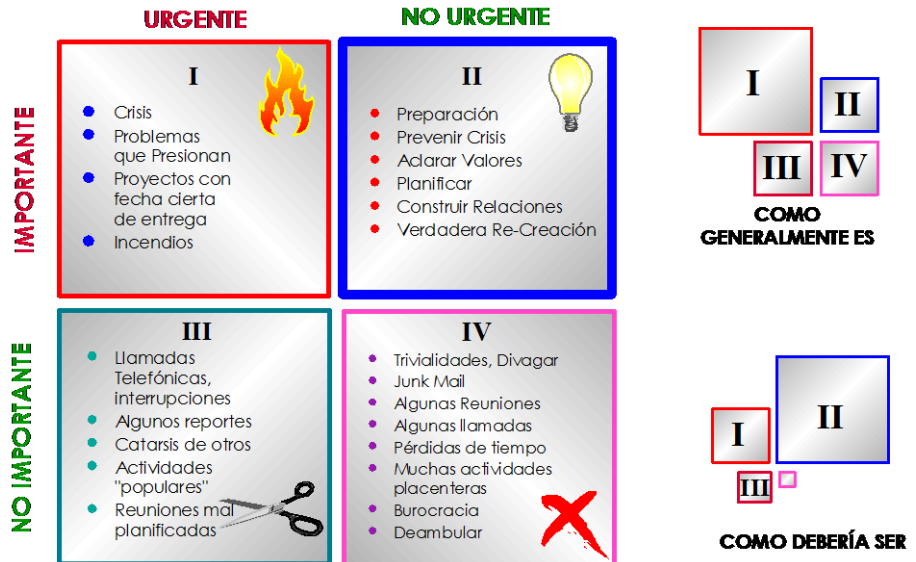 URGENTE
NO URGENTE
IMPORTANTE
I
Crisis
Problemas
que Presionan
Proyectos con
fecha cierta
de entrega
Incendios
II
Preparación
Prevenir Crisis
Aclarar Valores
Planificar
Construir Relaciones
Verdadera Re-Creación
NO IMPORTANTE
III
Llamadas
Telefónicas,
interrupciones
Algunos reportes
Catarsis de otros
Actividades
"populares"
Reuniones mal
planificadas
IV
Trivialidades, Divagar
Junk Mail
Algunas Reuniones
Algunas llamadas
Pérdidas de tiempo
Muchas actividades
placenteras
Burocracia
Deambular
I
II
III
IV
COMO
GENERALMENTE ES
I
II
III
COMO DEBERÍA SER